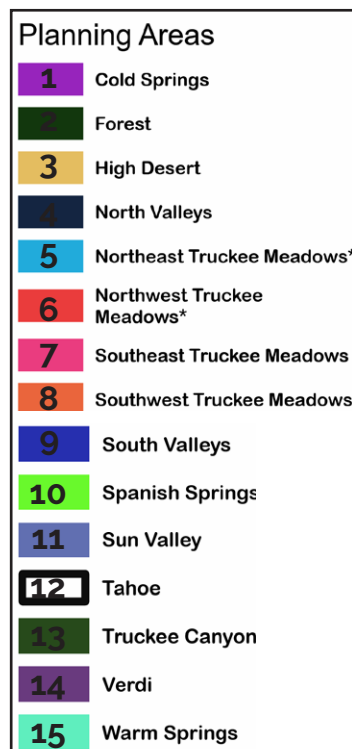 Planning Areas
1 Cold Springs
2 Forest
3 High Desert
4 North Valleys
5 Northeast Truckee Meadows*
6 Northwest Truckee
Meadows*
7 Southeast Truckee Meadows
8 Southwest Truckee Meadows
9 South Valleys
10 Spanish Springs
11 Sun Valley
12 Tahoe
13 Truckee Canyon
14 Verdi
15 Warm Springs